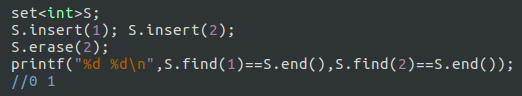 set<int>S;
S.insert(1); S.insert(2);
S.erase(2);
printf("%d %d\n",S.find(1)==S.end(),S.find(2)==S.end());
//0 1